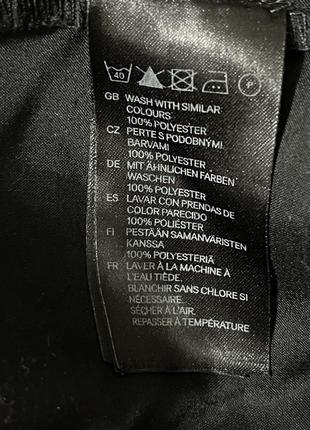 40 P
GB WASH WITH SIMILAR
COLOURS
100% POLYESTER
CZ PERTE S PODOBNÝMI
BARVAMI
100% POLYESTER
DE MIT ÄHNLICHEN FARBEN
WASCHEN
100% POLYESTER
ES LAVAR CON PRENDAS DE
COLOR PARECIDO
100% POLIÉSTER
FI PESTÄÄN SAMANVÄRISTEN
KANSSA
100% POLYESTERIÄ
FR LAVER À LA MACHINE À
L'EAU TIÈDE.
BLANCHIR SANS CHLORE SI
NÉCESSAIRE.
SÉCHER À L'AIR.
REPASSER À TEMPÉRATURE